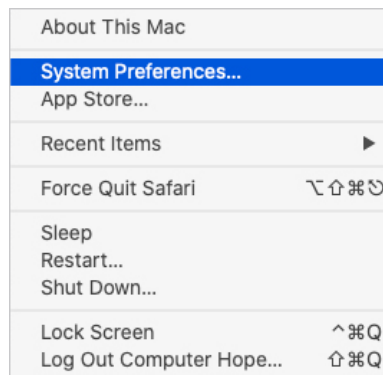 About This Mac
System Preferences...
App Store...
Recent Items ▶
Force Quit Safari ⌥⇧⌘⎋
Sleep
Restart...
Shut Down...
Lock Screen ^⌘Q
Log Out Computer Hope... ⇧⌘Q